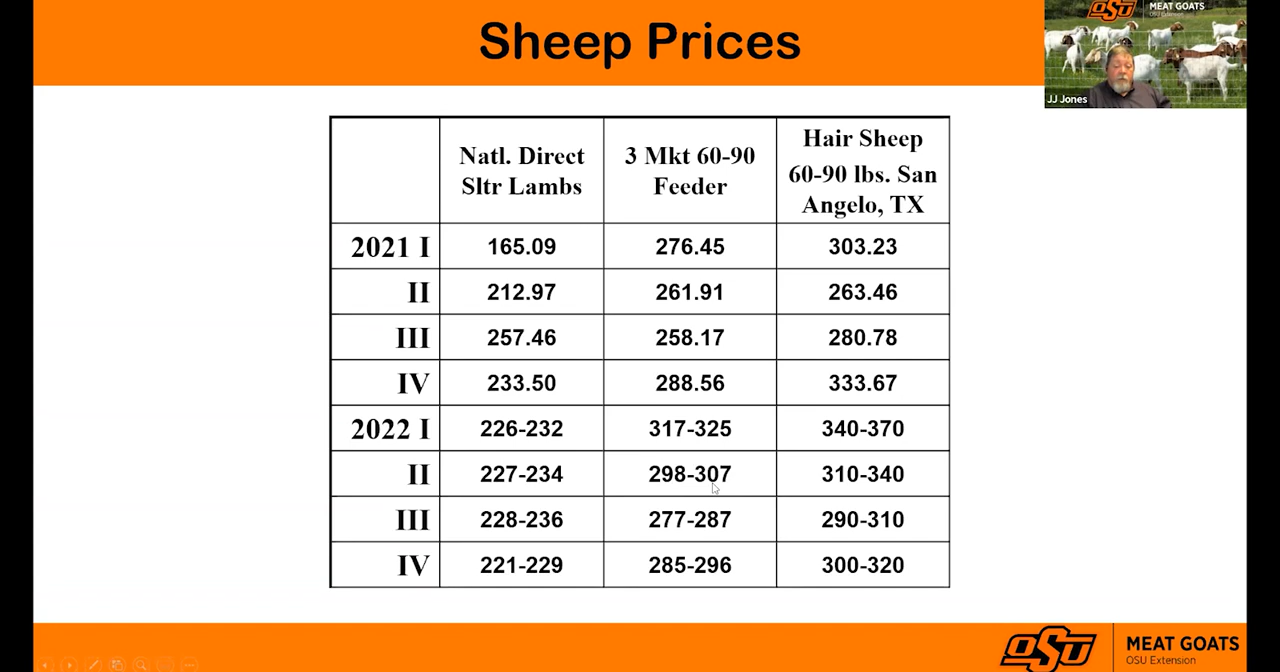 Sheep Prices
OSU
MEAT GOATS
OSU Extension
JJ Jones
Natl. Direct
Sltr Lambs
3 Mkt 60-90
Feeder
Hair Sheep
60-90 lbs. San
Angelo, TX
2021 I 165.09 276.45 303.23
II 212.97 261.91 263.46
III 257.46 258.17 280.78
IV 233.50 288.56 333.67
2022 I 226-232 317-325 340-370
II 227-234 298-307 310-340
III 228-236 277-287 290-310
IV 221-229 285-296 300-320
OSU
MEAT GOATS
OSU Extension